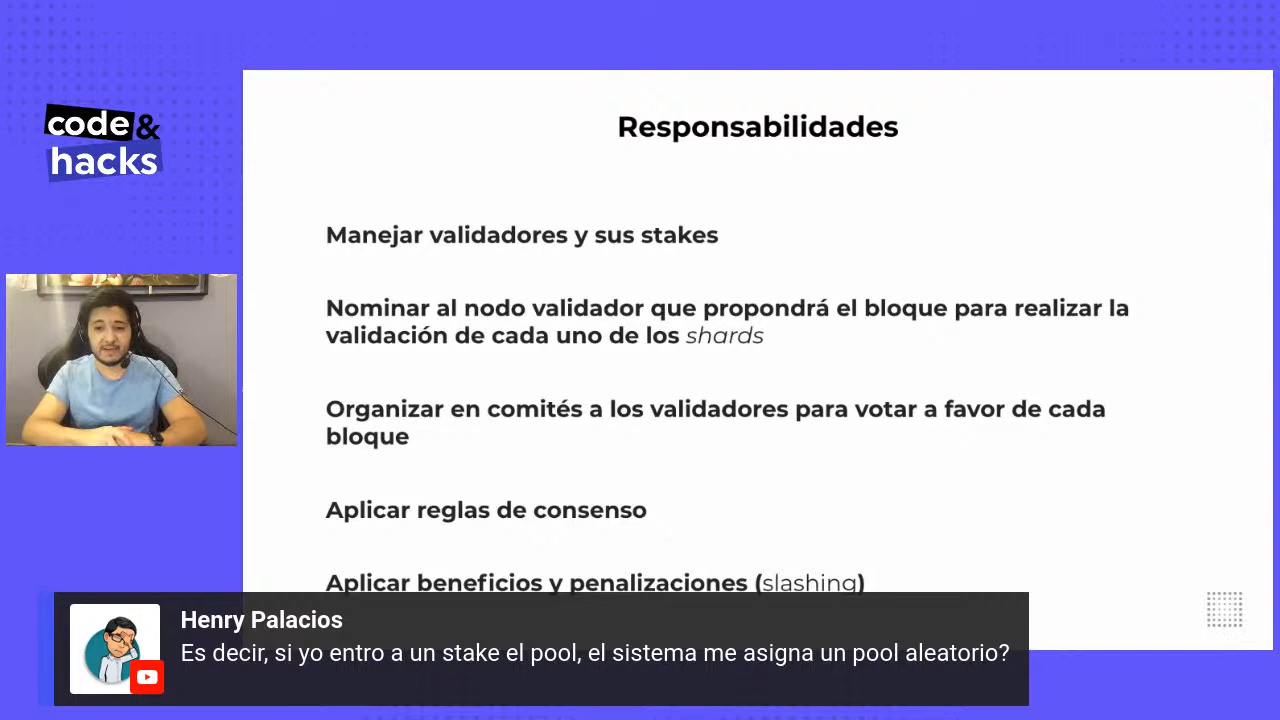 code&
hacks
Responsabilidades
Manejar validadores y sus stakes
Nominar al nodo validador que propondrá el bloque para realizar la
validación de cada uno de los shards
Organizar en comités a los validadores para votar a favor de cada
bloque
Aplicar reglas de consenso
Aplicar beneficios y penalizaciones (slashing)
Henry Palacios
Es decir, si yo entro a un stake el pool, el sistema me asigna un pool aleatorio?